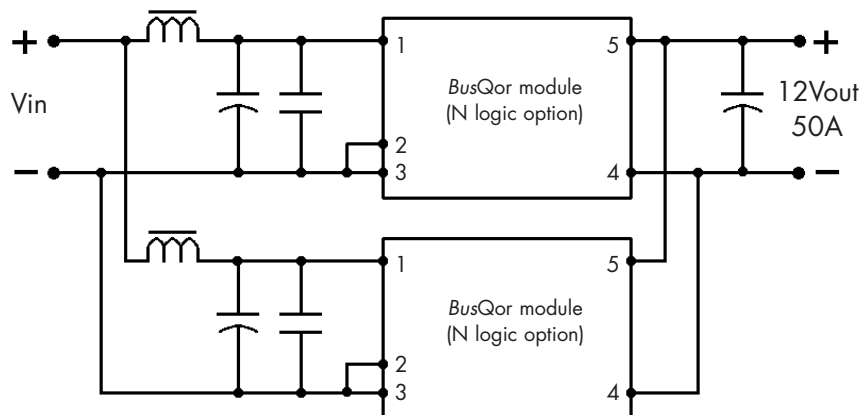 +
1
5
+
BusQor module
(N logic option)
Vin
12Vout
50A
2
−
3
4
−
1
5
BusQor module
(N logic option)
2
3
4